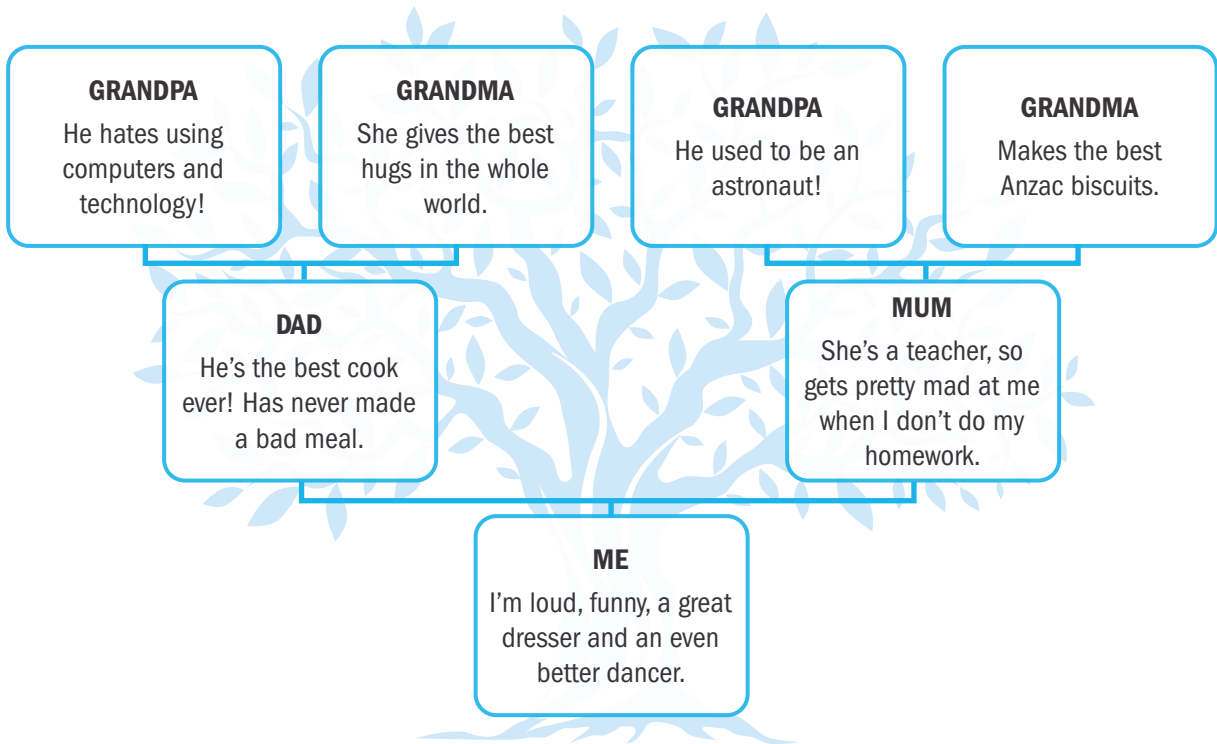 GRANDPA
He hates using
computers and
technology!
GRANDMA
She gives the best
hugs in the whole
world.
GRANDPA
He used to be an
astronaut!
GRANDMA
Makes the best
Anzac biscuits.
DAD
He’s the best cook
ever! Has never made
a bad meal.
MUM
She’s a teacher, so
gets pretty mad at me
when I don’t do my
homework.
ME
I’m loud, funny, a great
dresser and an even
better dancer.